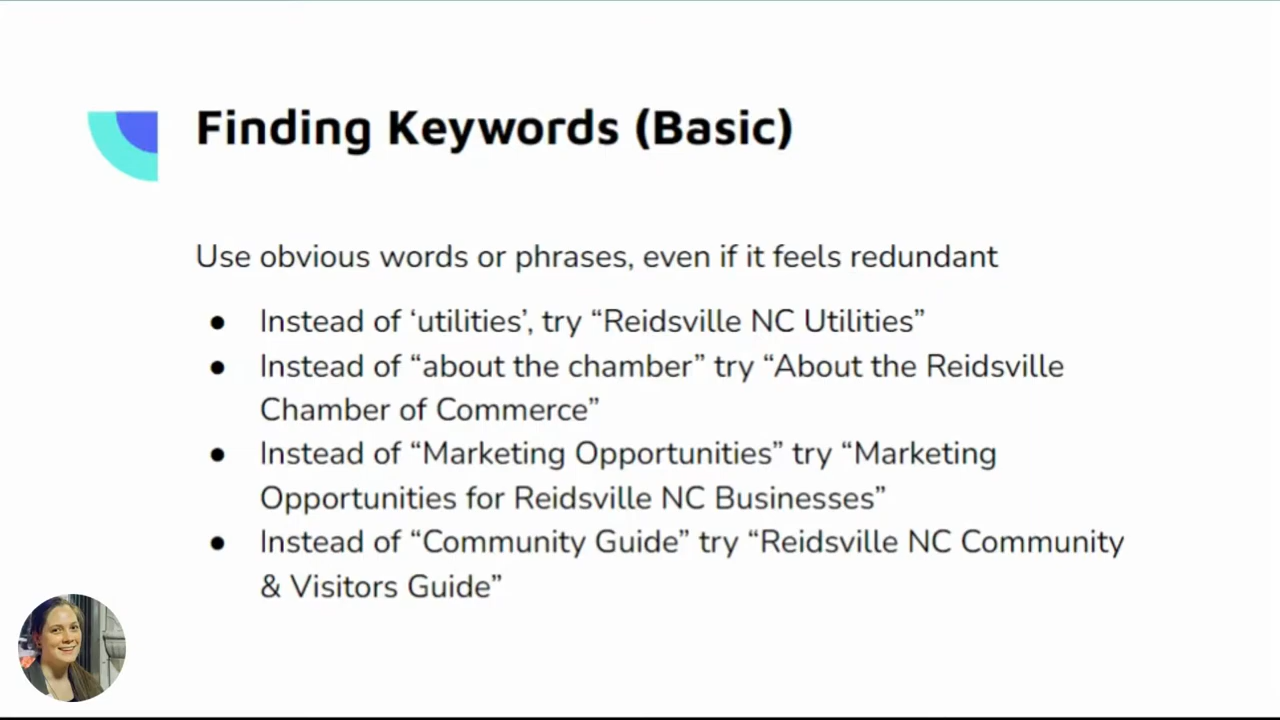 Finding Keywords (Basic)
Use obvious words or phrases, even if it feels redundant
● Instead of ‘utilities’, try “Reidsville NC Utilities”
● Instead of “about the chamber” try “About the Reidsville
Chamber of Commerce”
● Instead of “Marketing Opportunities” try “Marketing
Opportunities for Reidsville NC Businesses”
● Instead of “Community Guide” try “Reidsville NC Community
& Visitors Guide”